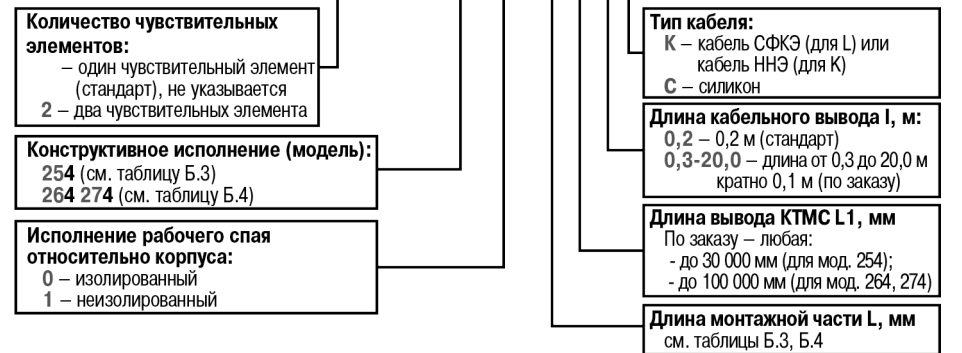 Количество чувствительных
элементов:
– один чувствительный элемент
(стандарт), не указывается
2 – два чувствительных элемента
Конструктивное исполнение (модель):
254 (см. таблицу Б.3)
264 274 (см. таблицу Б.4)
Исполнение рабочего спая
относительно корпуса:
0 – изолированный
1 – неизолированный
Тип кабеля:
К – кабель СФКЭ (для L) или
кабель ННЭ (для К)
С – силикон
Длина кабельного вывода l, м:
0,2 – 0,2 м (стандарт)
0,3-20,0 – длина от 0,3 до 20,0 м
кратно 0,1 м (по заказу)
Длина вывода КТМС L1, мм
По заказу – любая:
- до 30 000 мм (для мод. 254);
- до 100 000 мм (для мод. 264, 274)
Длина монтажной части L, мм
см. таблицы Б.3, Б.4